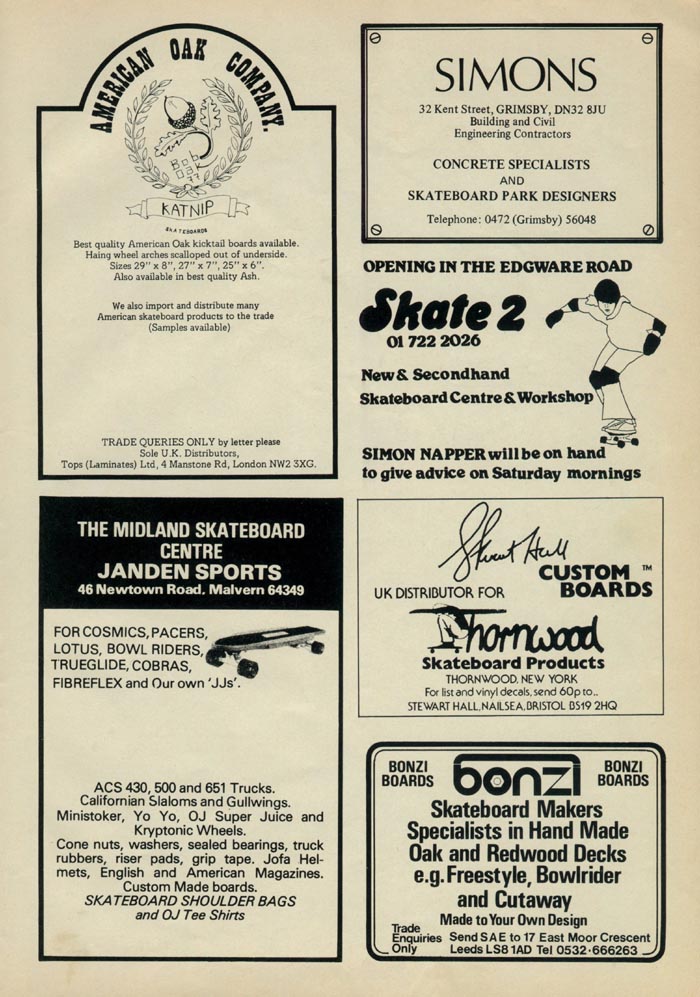 AMERICAN OAK COMPANY.
Bob
Oak
77
KATNIP
SKATEBOARDS
Best quality American Oak kicktail boards available.
Haing wheel arches scalloped out of underside.
Sizes 29" x 8", 27" x 7", 25" x 6".
Also available in best quality Ash.
We also import and distribute many
American skateboard products to the trade
(Samples available)
TRADE QUERIES ONLY by letter please
Sole U.K. Distributors,
Tops (Laminates) Ltd, 4 Manstone Rd, London NW2 3XG.
SIMONS
32 Kent Street, GRIMSBY, DN32 8JU
Building and Civil
Engineering Contractors
CONCRETE SPECIALISTS
AND
SKATEBOARD PARK DESIGNERS
Telephone: 0472 (Grimsby) 56048
OPENING IN THE EDGWARE ROAD
Skate 2
01 722 2026
New & Secondhand
Skateboard Centre & Workshop
SIMON NAPPER will be on hand
to give advice on Saturday mornings
THE MIDLAND SKATEBOARD
CENTRE
JANDEN SPORTS
46 Newtown Road. Malvern 64349
FOR COSMICS, PACERS,
LOTUS, BOWL RIDERS,
TRUEGLIDE, COBRAS,
FIBREFLEX and Our own 'JJs'.
ACS 430, 500 and 651 Trucks.
Californian Slaloms and Gullwings.
Ministoker, Yo Yo, OJ Super Juice and
Kryptonic Wheels.
Cone nuts, washers, sealed bearings, truck
rubbers, riser pads, grip tape. Jofa Hel-
mets, English and American Magazines.
Custom Made boards.
SKATEBOARD SHOULDER BAGS
and OJ Tee Shirts
Stewart Hall
CUSTOM ™
BOARDS
UK DISTRIBUTOR FOR
Thornwood
Skateboard Products
THORNWOOD, NEW YORK
For list and vinyl decals, send 60p to..
STEWART HALL, NAILSEA, BRISTOL BS19 2HQ
BONZI
BOARDS
bonzi
BONZI
BOARDS
Skateboard Makers
Specialists in Hand Made
Oak and Redwood Decks
e.g. Freestyle, Bowlrider
and Cutaway
Made to Your Own Design
Trade
Enquiries
Only
Send SAE to 17 East Moor Crescent
Leeds LS8 1AD Tel 0532·666263